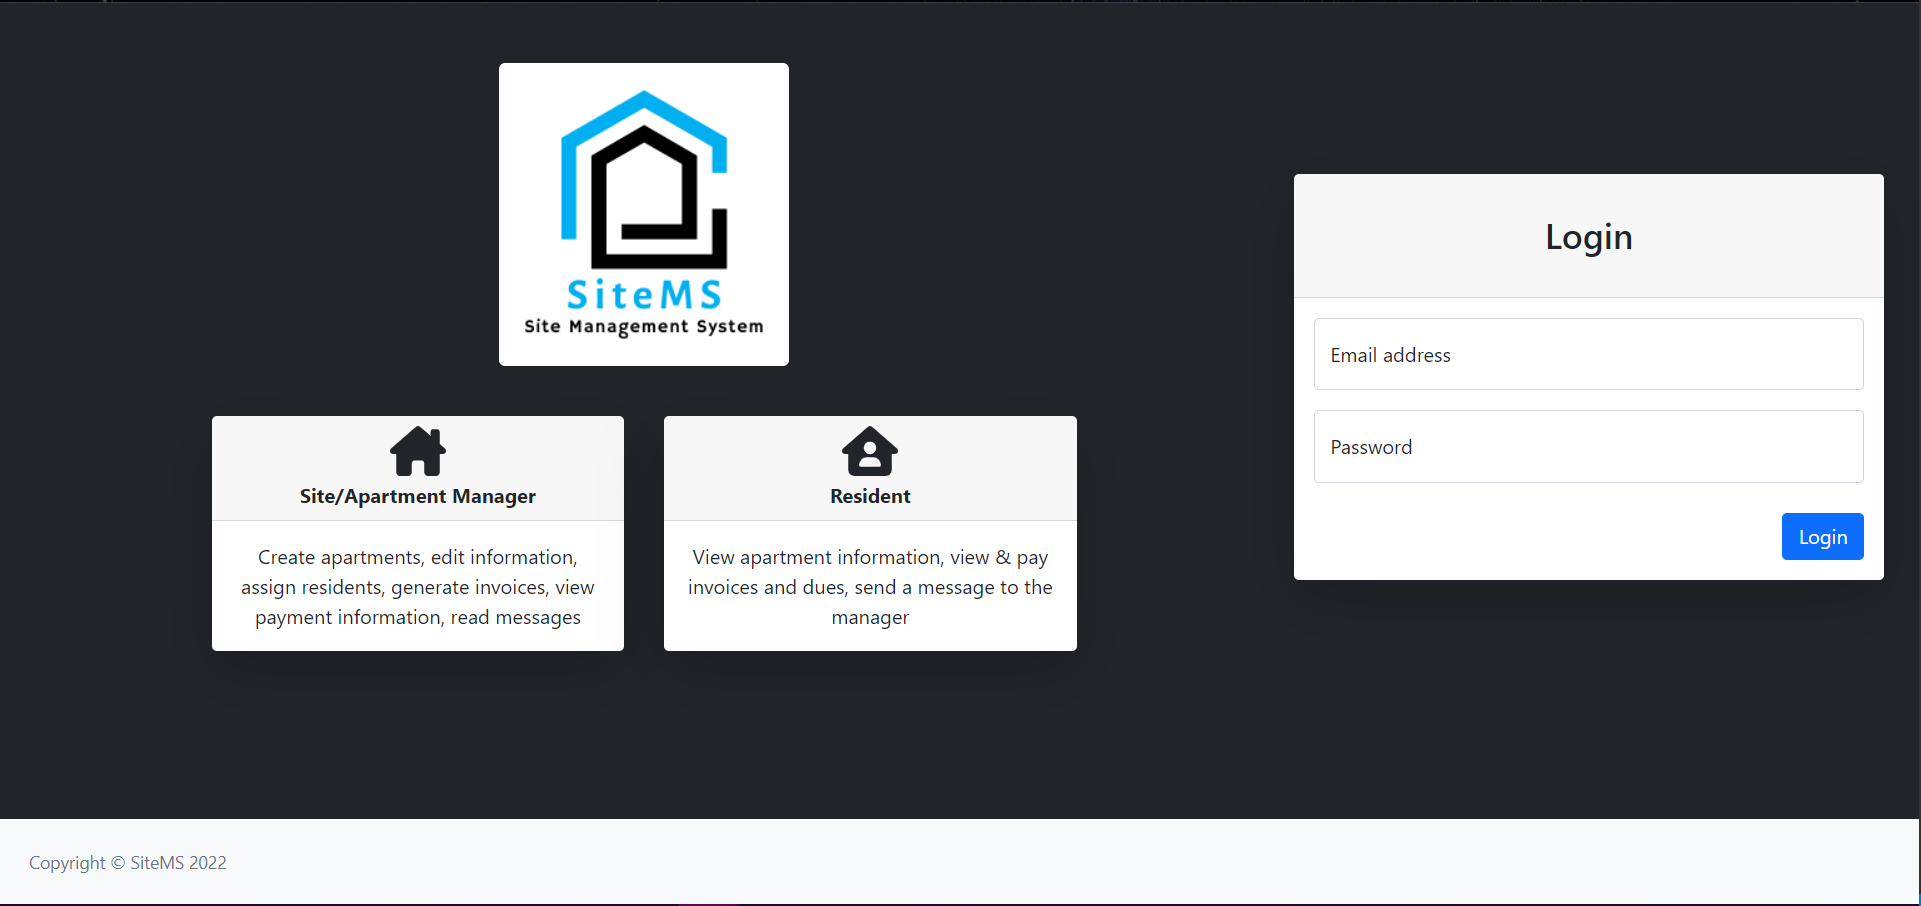 SiteMS
Site Management System
Site/Apartment Manager
Create apartments, edit information,
assign residents, generate invoices, view
payment information, read messages
Resident
View apartment information, view & pay
invoices and dues, send a message to the
manager
Login
Email address
Password
Login
Copyright © SiteMS 2022